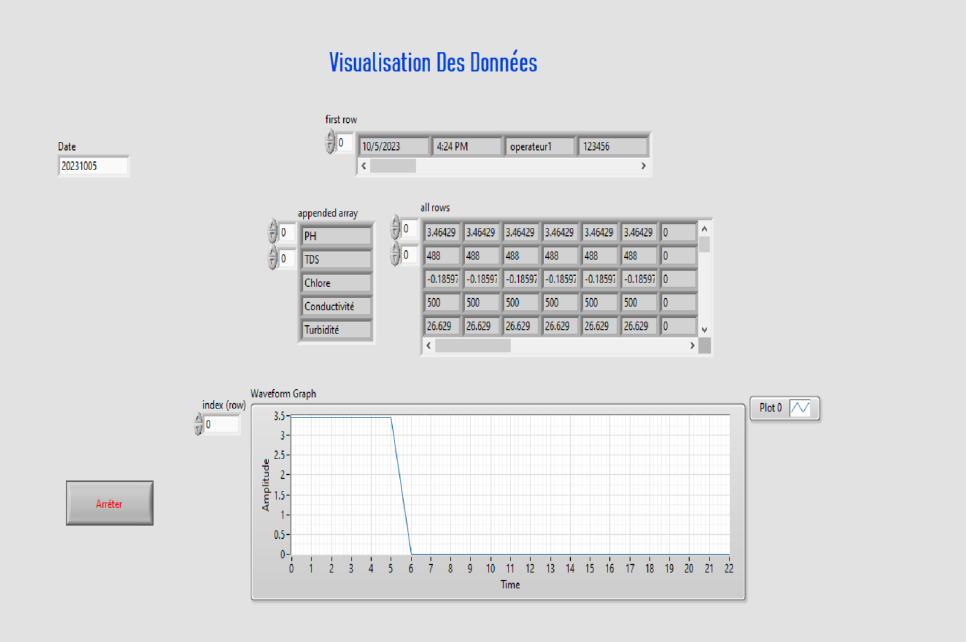 Visualisation Des Données
first row
0 10/5/2023 4:24 PM operateur1 123456
Date
20231005
appended array
0 PH
0 TDS
Chlore
Conductivité
Turbidité
all rows
0 3.46429 3.46429 3.46429 3.46429 3.46429 3.46429 0
0 488 488 488 488 488 488 0
-0.18597 -0.18597 -0.18597 -0.18597 -0.18597 -0.18597 0
500 500 500 500 500 500 0
26.629 26.629 26.629 26.629 26.629 26.629 0
index (row)
0
Waveform Graph
Plot 0
3.5
3
2.5
2
1.5
1
0.5
0
Amplitude
0 1 2 3 4 5 6 7 8 9 10 11 12 13 14 15 16 17 18 19 20 21 22
Time
Arréter